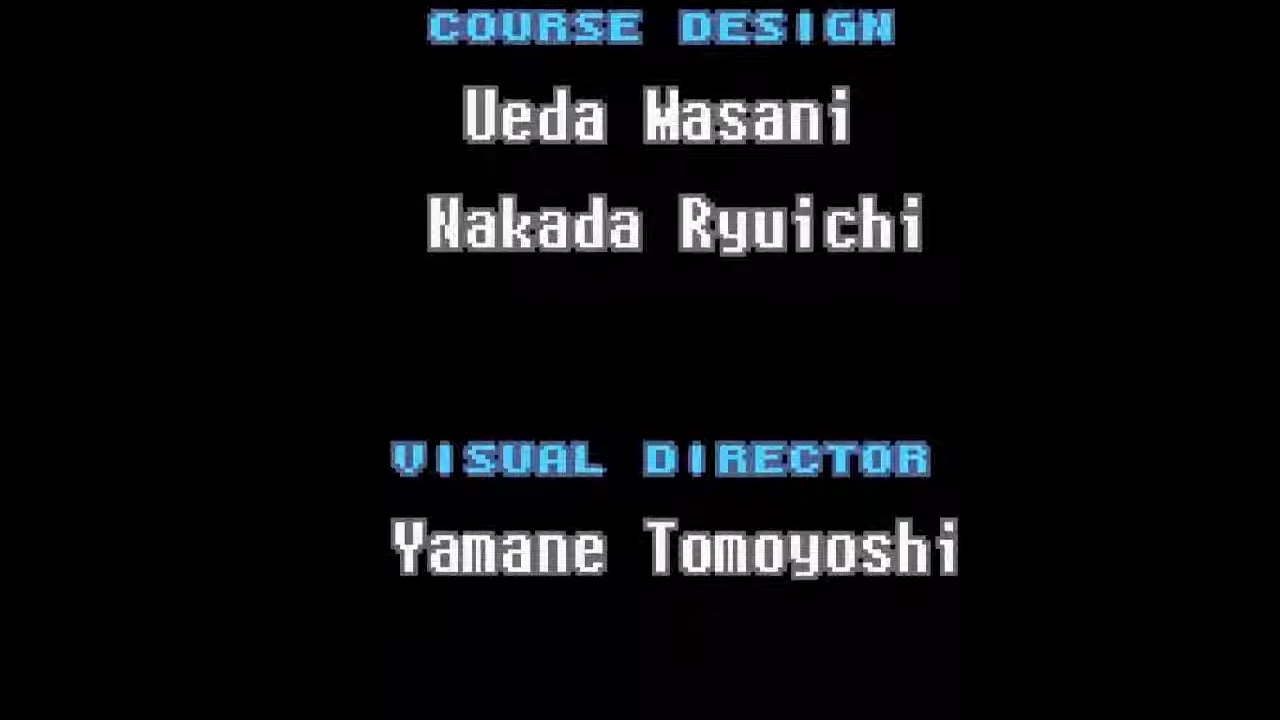 COURSE DESIGN
Ueda Masani
Nakada Ryuichi
VISUAL DIRECTOR
Yamane Tomoyoshi